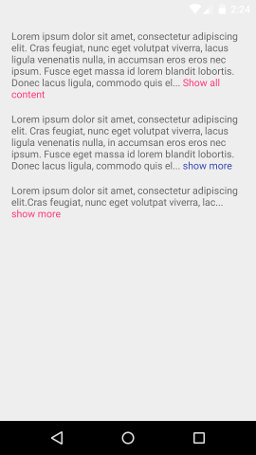 2:24
Lorem ipsum dolor sit amet, consectetur adipiscing
elit. Cras feugiat, nunc eget volutpat viverra, lacus
ligula venenatis nulla, in accumsan eros eros nec
ipsum. Fusce eget massa id lorem blandit lobortis.
Donec lacus ligula, commodo quis el... Show all
content
Lorem ipsum dolor sit amet, consectetur adipiscing
elit. Cras feugiat, nunc eget volutpat viverra, lacus
ligula venenatis nulla, in accumsan eros eros nec
ipsum. Fusce eget massa id lorem blandit lobortis.
Donec lacus ligula, commodo quis el... show more
Lorem ipsum dolor sit amet, consectetur adipiscing
elit.Cras feugiat, nunc eget volutpat viverra, lac...
show more